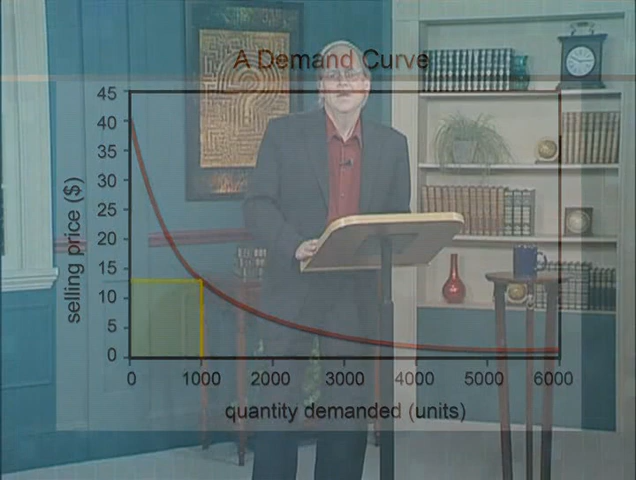 A Demand Curve
45
40
35
30
25
20
15
10
5
0
selling price ($)
0 1000 2000 3000 4000 5000 6000
quantity demanded (units)